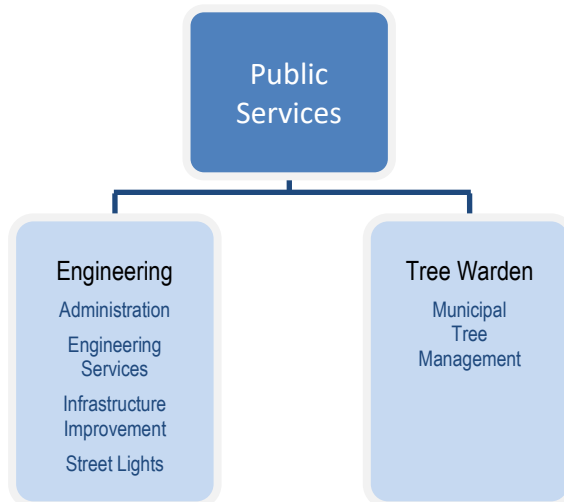 Public
Services
Engineering
Administration
Engineering
Services
Infrastructure
Improvement
Street Lights
Tree Warden
Municipal
Tree
Management